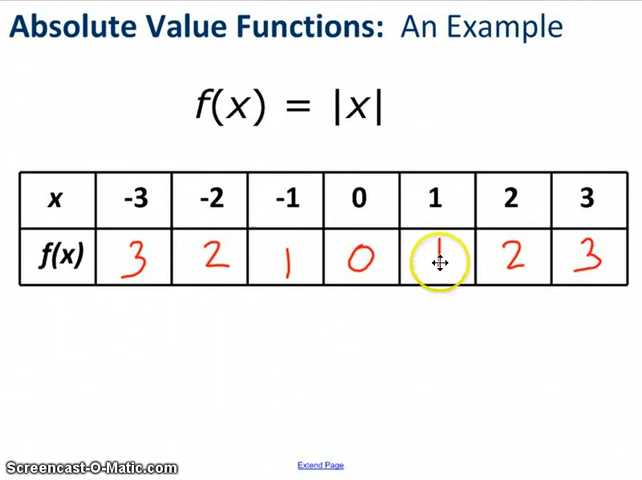 Absolute Value Functions: An Example
f(x) = |x|
x -3 -2 -1 0 1 2 3
f(x) 3 2 1 0 1 2 3
Extend Page
Screencast-O-Matic.com